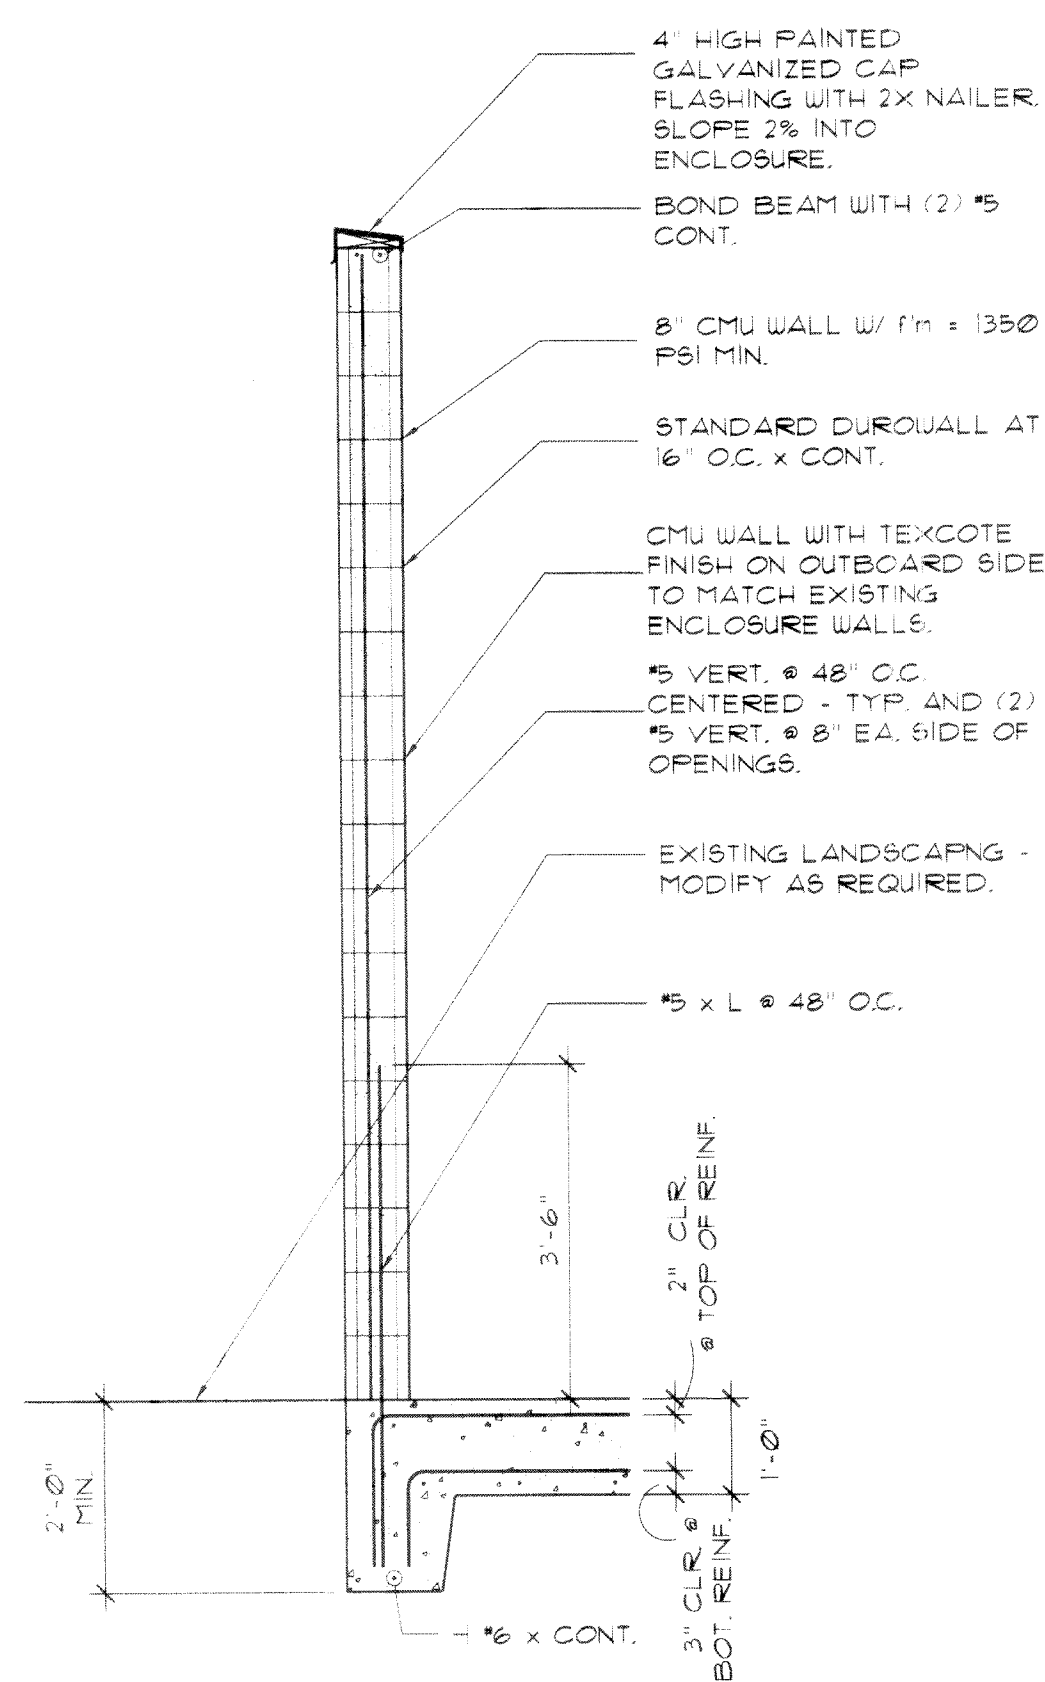 4" HIGH PAINTED
GALVANIZED CAP
FLASHING WITH 2X NAILER.
SLOPE 2% INTO
ENCLOSURE.
BOND BEAM WITH (2) #5
CONT.
8" CMU WALL W/ f'm = 1350
PSI MIN.
STANDARD DUROWALL AT
16" O.C. x CONT.
CMU WALL WITH TEXCOTE
FINISH ON OUTBOARD SIDE
TO MATCH EXISTING
ENCLOSURE WALLS.
#5 VERT. @ 48" O.C.
CENTERED - TYP. AND (2)
#5 VERT. @ 8" EA. SIDE OF
OPENINGS.
EXISTING LANDSCAPNG -
MODIFY AS REQUIRED.
#5 x L @ 48" O.C.
3'-6"
2" CLR.
@ TOP OF REINF.
1'-0"
2'-0"
MIN.
3" CLR. @
BOT. REINF.
#6 x CONT.